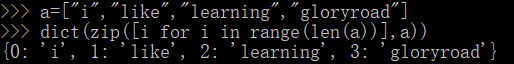 >>> a=["i","like","learning","gloryroad"]
>>> dict(zip([i for i in range(len(a))],a))
{0: 'i', 1: 'like', 2: 'learning', 3: 'gloryroad'}